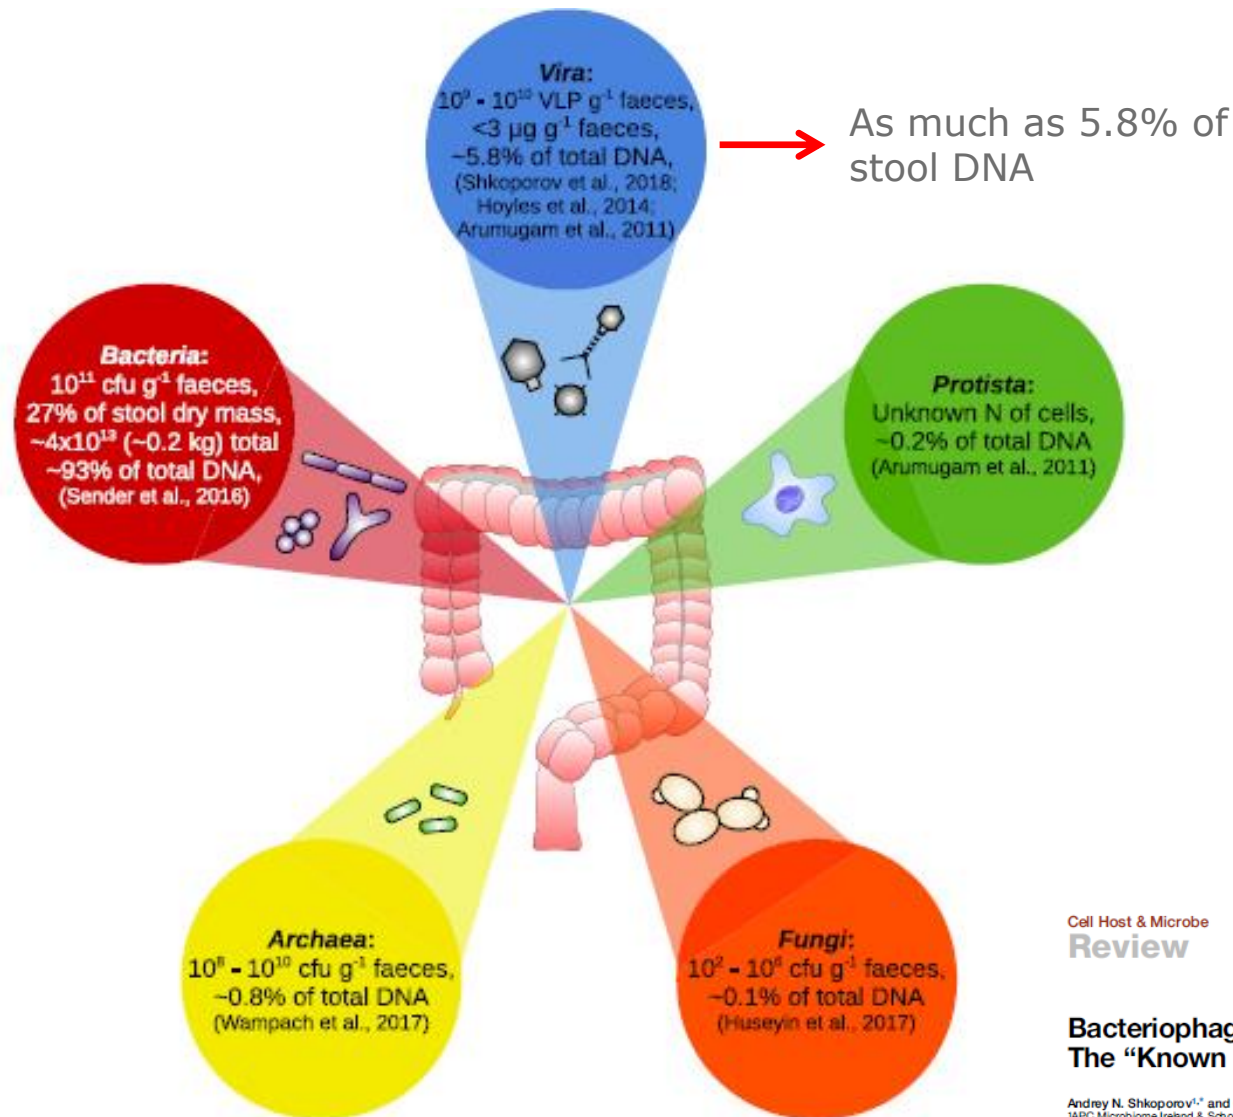 Vira:
10⁹ - 10¹⁰ VLP g⁻¹ faeces,
<3 µg g⁻¹ faeces,
~5.8% of total DNA,
(Shkoporov et al., 2018;
Hoyles et al., 2014;
Arumugam et al., 2011)
As much as 5.8% of
stool DNA
Bacteria:
10¹¹ cfu g⁻¹ faeces,
27% of stool dry mass,
~4x10¹³ (~0.2 kg) total
~93% of total DNA,
(Sender et al., 2016)
Protista:
Unknown N of cells,
~0.2% of total DNA
(Arumugam et al., 2011)
Archaea:
10⁸ - 10¹⁰ cfu g⁻¹ faeces,
~0.8% of total DNA
(Wampach et al., 2017)
Fungi:
10² - 10⁶ cfu g⁻¹ faeces,
~0.1% of total DNA
(Huseyin et al., 2017)
Cell Host & Microbe
Review
Bacteriophag
The “Known
Andrey N. Shkoporov¹,* and